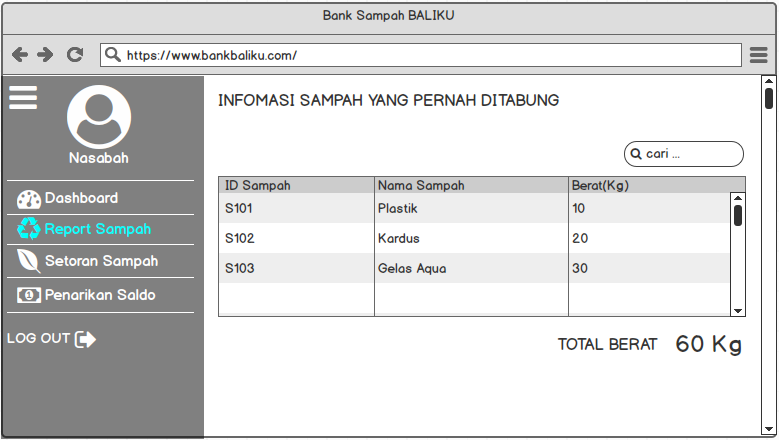 Bank Sampah BALIKU
https://www.bankbaliku.com/
Nasabah
Dashboard
Report Sampah
Setoran Sampah
1
Penarikan Saldo
LOG OUT
INFOMASI SAMPAH YANG PERNAH DITABUNG
cari ...
ID Sampah Nama Sampah Berat(Kg)
S101 Plastik 10
S102 Kardus 20
S103 Gelas Aqua 30
TOTAL BERAT 60 Kg